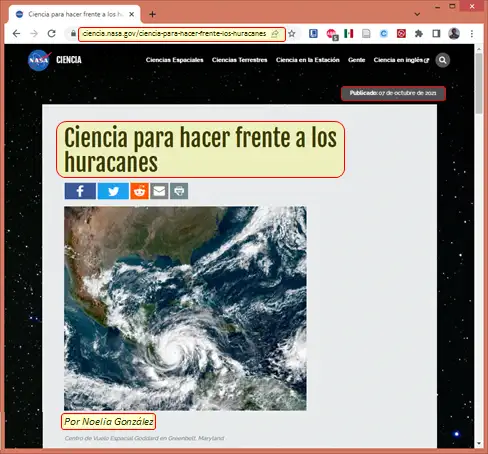 Ciencia para hacer frente a los h
ciencia.nasa.gov/ciencia-para-hacer-frente-los-huracanes
NASA CIENCIA Ciencias Espaciales Ciencias Terrestres Ciencia en la Estación Gente Ciencia en inglés
Publicado: 07 de octubre de 2021
Ciencia para hacer frente a los
huracanes
Por Noelia González
Centro de Vuelo Espacial Goddard en Greenbelt, Maryland